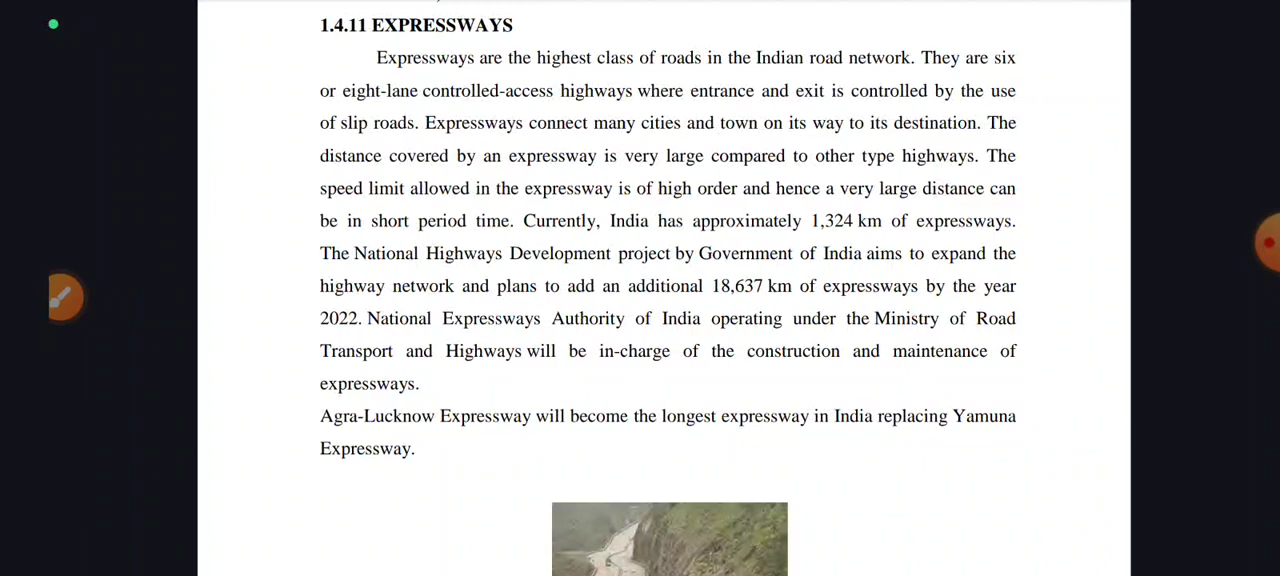 1.4.11 EXPRESSWAYS
Expressways are the highest class of roads in the Indian road network. They are six
or eight-lane controlled-access highways where entrance and exit is controlled by the use
of slip roads. Expressways connect many cities and town on its way to its destination. The
distance covered by an expressway is very large compared to other type highways. The
speed limit allowed in the expressway is of high order and hence a very large distance can
be in short period time. Currently, India has approximately 1,324 km of expressways.
The National Highways Development project by Government of India aims to expand the
highway network and plans to add an additional 18,637 km of expressways by the year
2022. National Expressways Authority of India operating under the Ministry of Road
Transport and Highways will be in-charge of the construction and maintenance of
expressways.
Agra-Lucknow Expressway will become the longest expressway in India replacing Yamuna
Expressway.